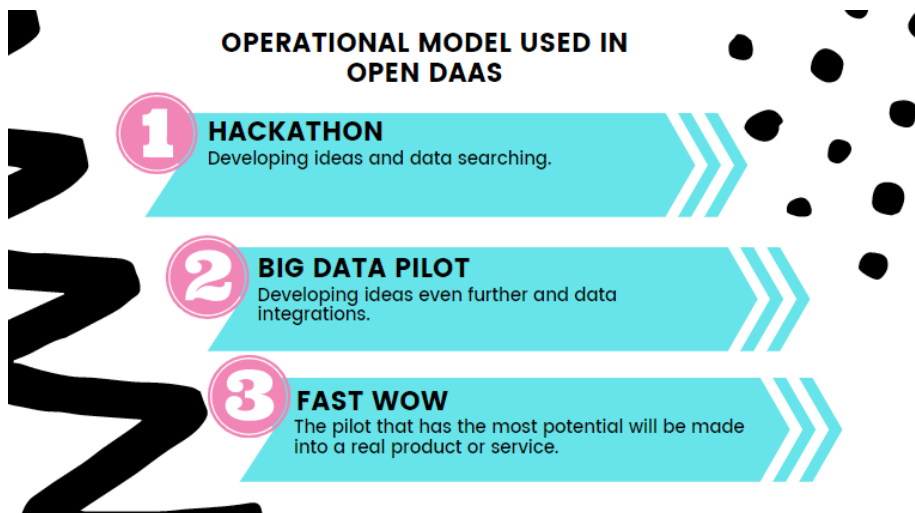 OPERATIONAL MODEL USED IN
OPEN DAAS
1
HACKATHON
Developing ideas and data searching.
2
BIG DATA PILOT
Developing ideas even further and data
integrations.
3
FAST WOW
The pilot that has the most potential will be made
into a real product or service.